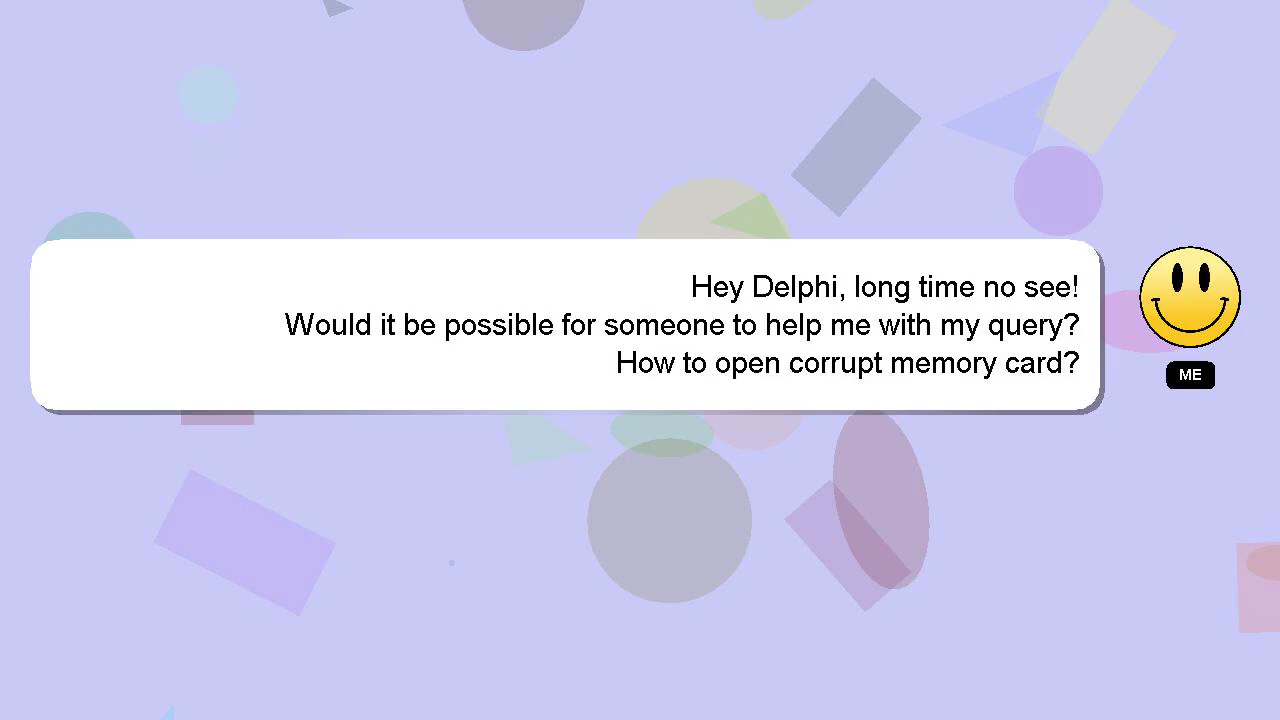 Hey Delphi, long time no see!
Would it be possible for someone to help me with my query?
How to open corrupt memory card?
ME